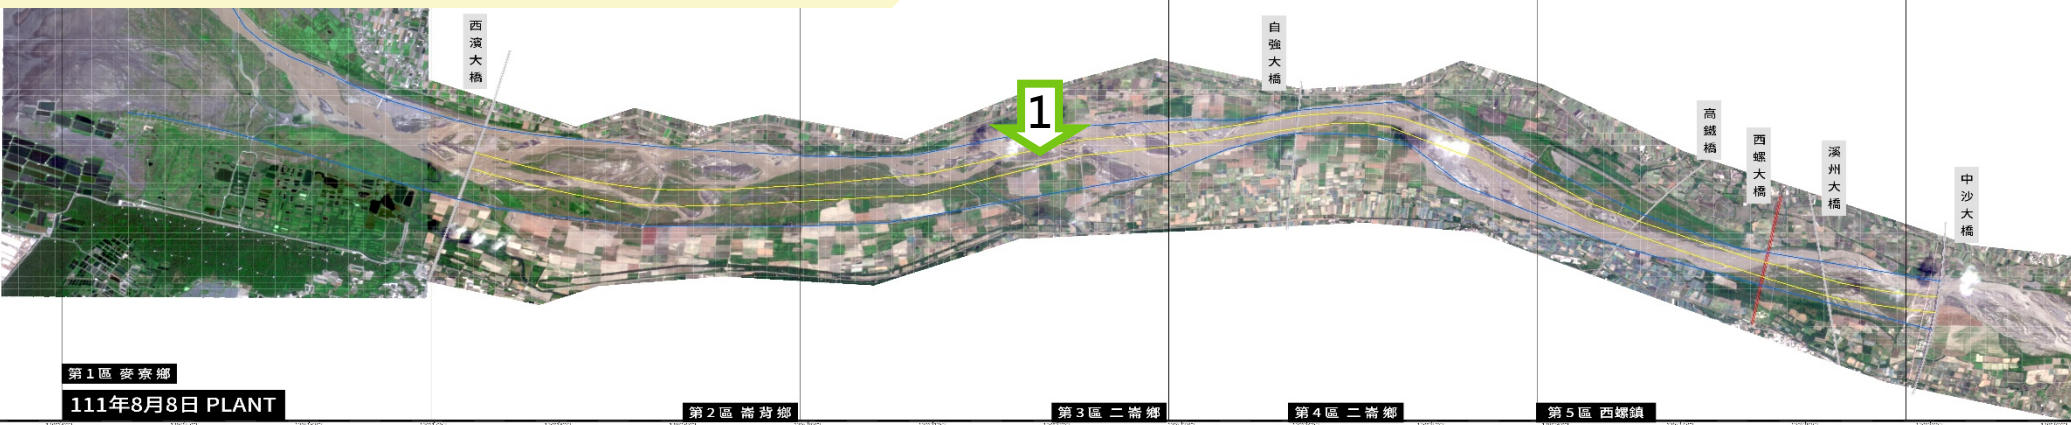 西濱大橋
自強大橋
1
高鐵橋
西螺大橋
溪州大橋
中沙大橋
第1區 麥寮鄉
111年8月8日 PLANT
第2區 崙背鄉
第3區 二崙鄉
第4區 二崙鄉
第5區 西螺鎮